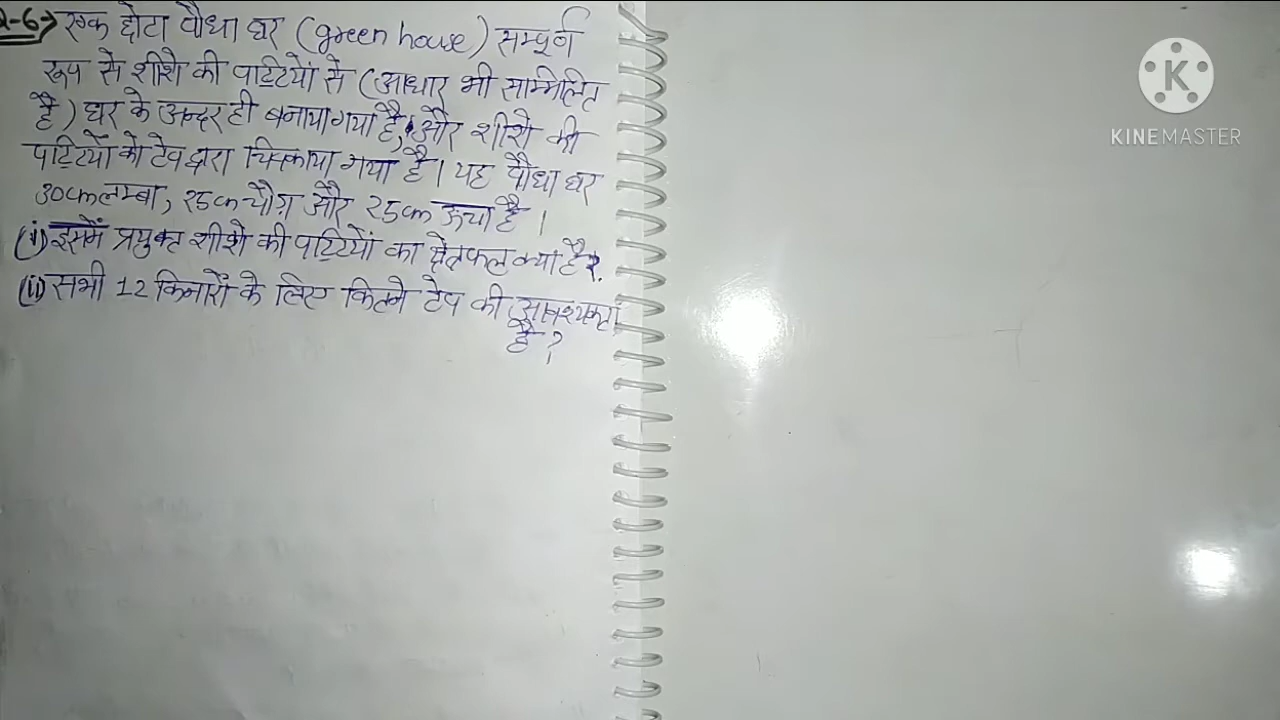 Q-6→ एक छोटा पौधा घर (green house) सम्पूर्ण
रूप से शीशे की पट्टियों से (आधार भी सम्मिलित
है) घर के अन्दर ही बनाया गया है, और शीशे की
पट्टियों को टेप द्वारा चिपकाया गया है। यह पौधा घर
30cm लम्बा, 25cm चौड़ा और 25cm ऊंचा है।
(i) इसमें प्रयुक्त शीशे की पट्टियों का क्षेत्रफल क्या है?
(ii) सभी 12 किनारों के लिए कितने टेप की आवश्यकता
है?
K
KINEMASTER